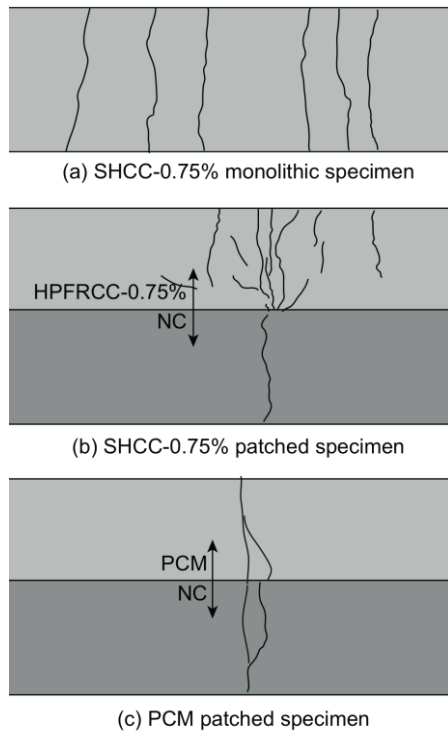 (a) SHCC-0.75% monolithic specimen
HPFRCC-0.75%
NC
(b) SHCC-0.75% patched specimen
PCM
NC
(c) PCM patched specimen